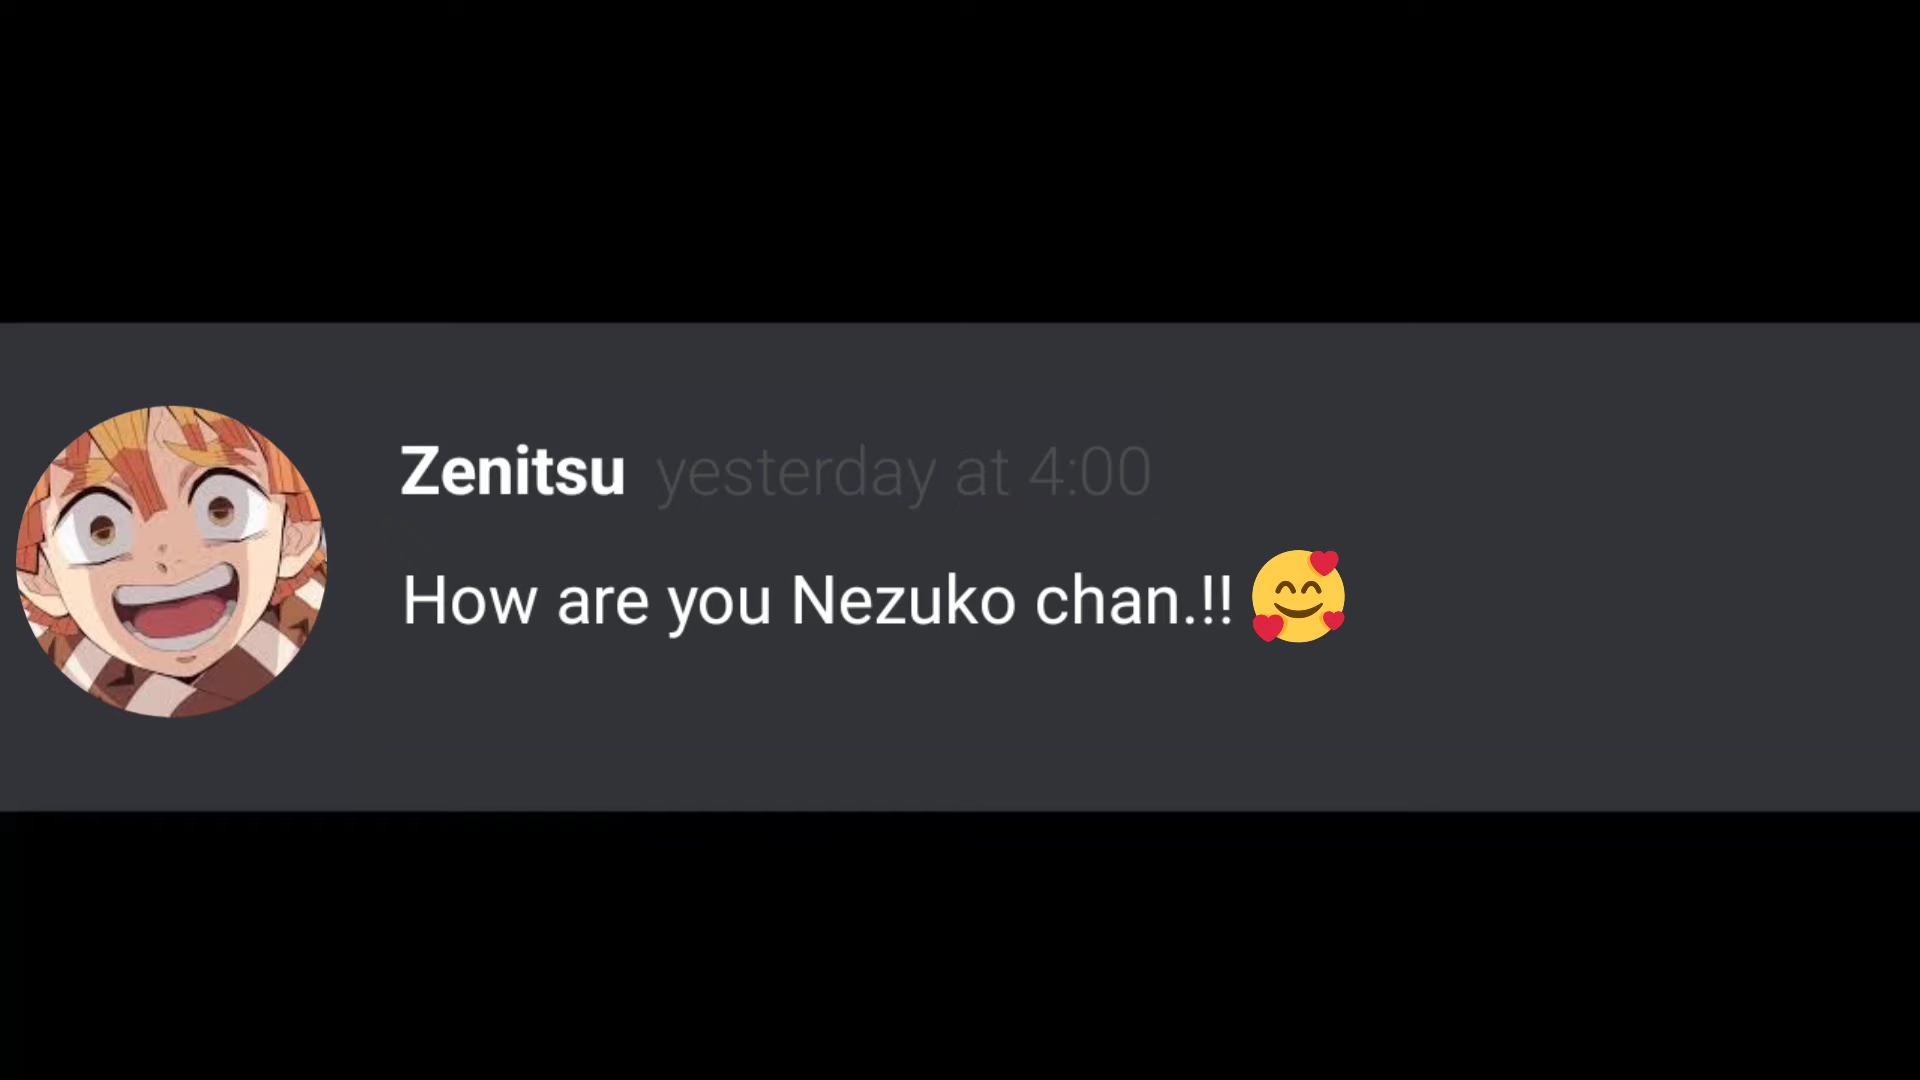 Zenitsu yesterday at 4:00
How are you Nezuko chan.!! 🥰